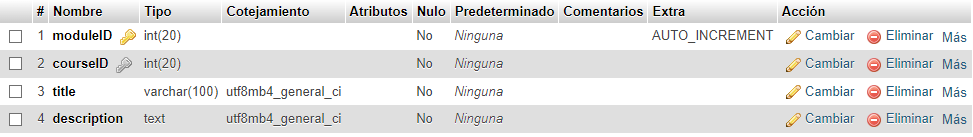 # Nombre Tipo Cotejamiento Atributos Nulo Predeterminado Comentarios Extra Acción
1 moduleID int(20) No Ninguna AUTO_INCREMENT Cambiar Eliminar Más
2 courseID int(20) No Ninguna Cambiar Eliminar Más
3 title varchar(100) utf8mb4_general_ci No Ninguna Cambiar Eliminar Más
4 description text utf8mb4_general_ci No Ninguna Cambiar Eliminar Más